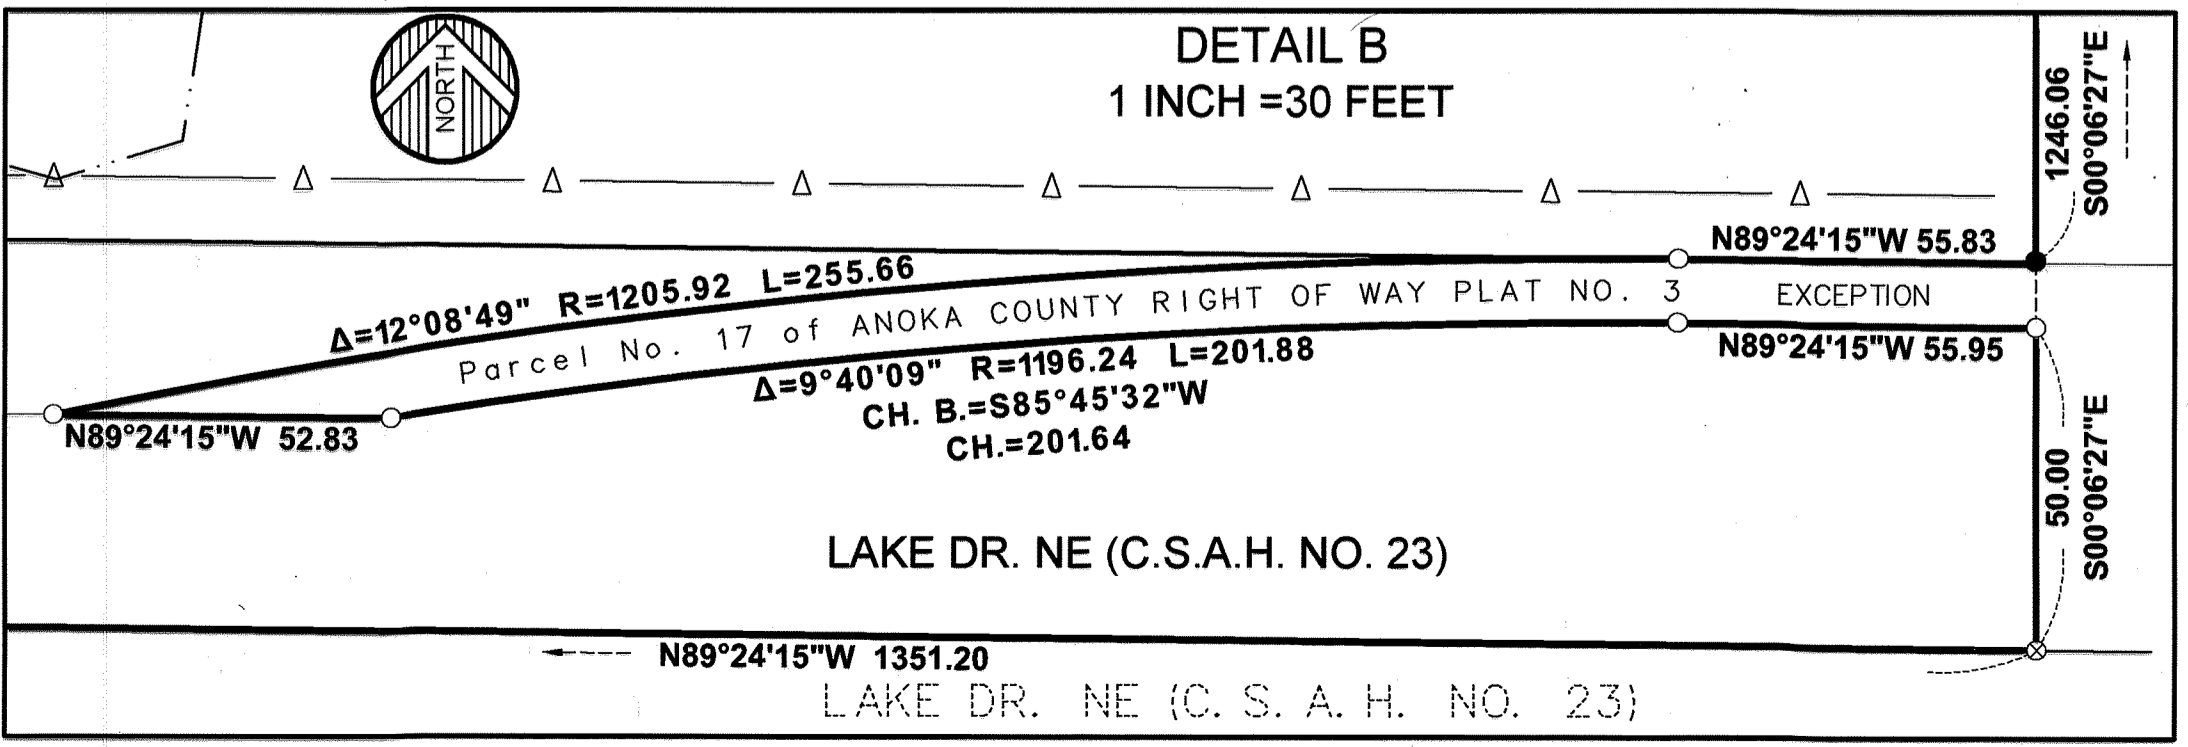 DETAIL B
1 INCH =30 FEET
NORTH
1246.06
S00°06'27"E
N89°24'15"W 55.83
Δ=12°08'49" R=1205.92 L=255.66
Parcel No. 17 of ANOKA COUNTY RIGHT OF WAY PLAT NO. 3
EXCEPTION
N89°24'15"W 55.95
Δ=9°40'09" R=1196.24 L=201.88
CH. B.=S85°45'32"W
CH.=201.64
N89°24'15"W 52.83
50.00
S00°06'27"E
LAKE DR. NE (C.S.A.H. NO. 23)
N89°24'15"W 1351.20
LAKE DR. NE (C. S. A. H. NO. 23)